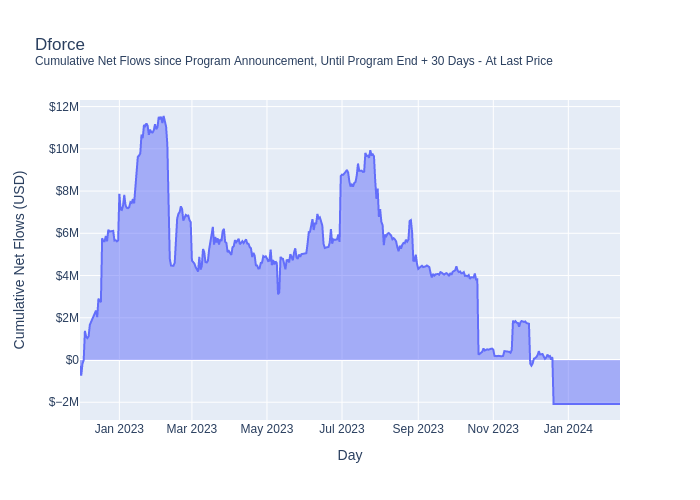 Dforce
Cumulative Net Flows since Program Announcement, Until Program End + 30 Days - At Last Price
$12M
$10M
$8M
$6M
$4M
$2M
$0
$−2M
Cumulative Net Flows (USD)
Jan 2023
Mar 2023
May 2023
Jul 2023
Sep 2023
Nov 2023
Jan 2024
Day